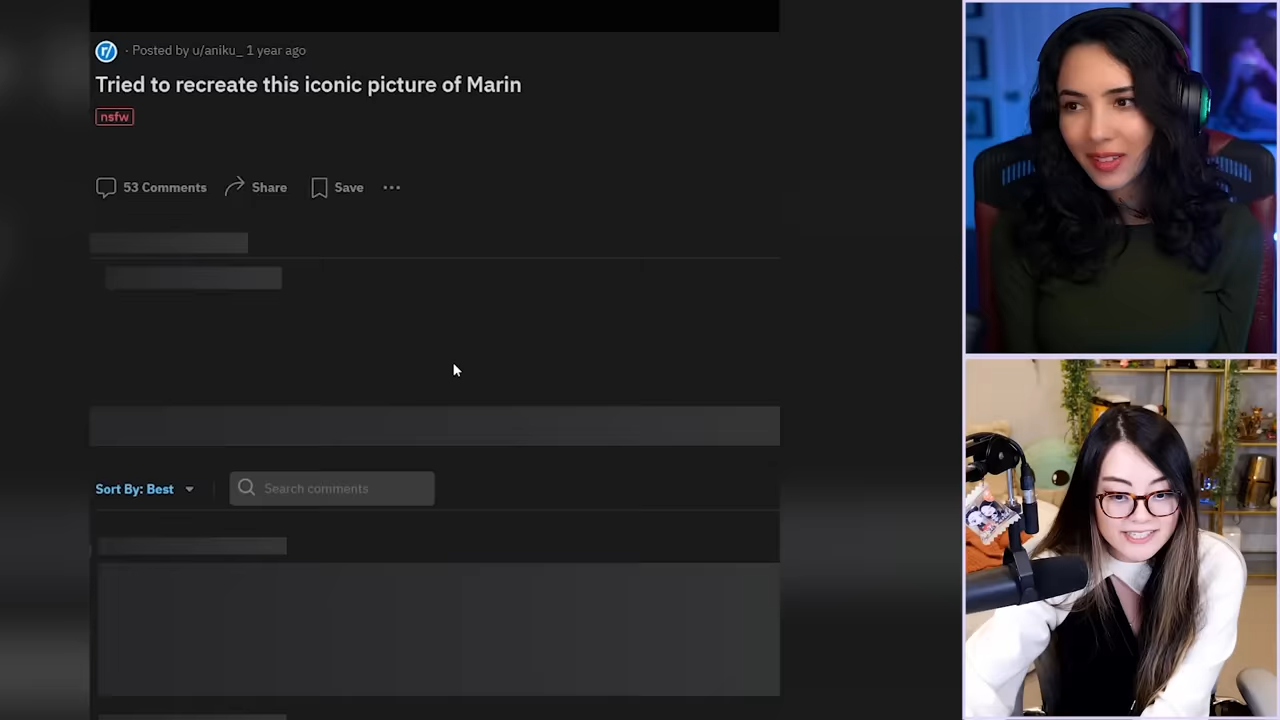 r/ · Posted by u/aniku_ 1 year ago
Tried to recreate this iconic picture of Marin
nsfw
53 Comments Share Save ...
Sort By: Best Search comments